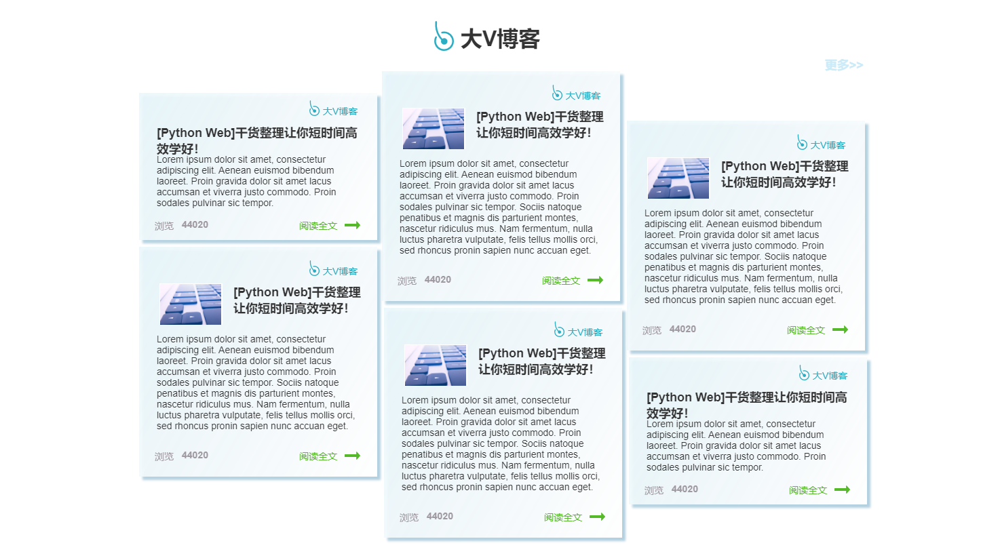 大V博客
更多>>
大V博客
[Python Web]干货整理让你短时间高
效学好！
Lorem ipsum dolor sit amet, consectetur
adipiscing elit. Aenean euismod bibendum
laoreet. Proin gravida dolor sit amet lacus
accumsan et viverra justo commodo. Proin
sodales pulvinar sic tempor.
浏览 44020 阅读全文
大V博客
[Python Web]干货整理
让你短时间高效学好！
Lorem ipsum dolor sit amet, consectetur
adipiscing elit. Aenean euismod bibendum
laoreet. Proin gravida dolor sit amet lacus
accumsan et viverra justo commodo. Proin
sodales pulvinar sic tempor. Sociis natoque
penatibus et magnis dis parturient montes,
nascetur ridiculus mus. Nam fermentum, nulla
luctus pharetra vulputate, felis tellus mollis orci,
sed rhoncus pronin sapien nunc accuan eget.
浏览 44020 阅读全文
大V博客
[Python Web]干货整理
让你短时间高效学好！
Lorem ipsum dolor sit amet, consectetur
adipiscing elit. Aenean euismod bibendum
laoreet. Proin gravida dolor sit amet lacus
accumsan et viverra justo commodo. Proin
sodales pulvinar sic tempor. Sociis natoque
penatibus et magnis dis parturient montes,
nascetur ridiculus mus. Nam fermentum, nulla
luctus pharetra vulputate, felis tellus mollis orci,
sed rhoncus pronin sapien nunc accuan eget.
浏览 44020 阅读全文
大V博客
[Python Web]干货整理
让你短时间高效学好！
Lorem ipsum dolor sit amet, consectetur
adipiscing elit. Aenean euismod bibendum
laoreet. Proin gravida dolor sit amet lacus
accumsan et viverra justo commodo. Proin
sodales pulvinar sic tempor. Sociis natoque
penatibus et magnis dis parturient montes,
nascetur ridiculus mus. Nam fermentum, nulla
luctus pharetra vulputate, felis tellus mollis orci,
sed rhoncus pronin sapien nunc accuan eget.
浏览 44020 阅读全文
大V博客
[Python Web]干货整理
让你短时间高效学好！
Lorem ipsum dolor sit amet, consectetur
adipiscing elit. Aenean euismod bibendum
laoreet. Proin gravida dolor sit amet lacus
accumsan et viverra justo commodo. Proin
sodales pulvinar sic tempor. Sociis natoque
penatibus et magnis dis parturient montes,
nascetur ridiculus mus. Nam fermentum, nulla
luctus pharetra vulputate, felis tellus mollis orci,
sed rhoncus pronin sapien nunc accuan eget.
浏览 44020 阅读全文
大V博客
[Python Web]干货整理让你短时间高
效学好！
Lorem ipsum dolor sit amet, consectetur
adipiscing elit. Aenean euismod bibendum
laoreet. Proin gravida dolor sit amet lacus
accumsan et viverra justo commodo. Proin
sodales pulvinar sic tempor.
浏览 44020 阅读全文